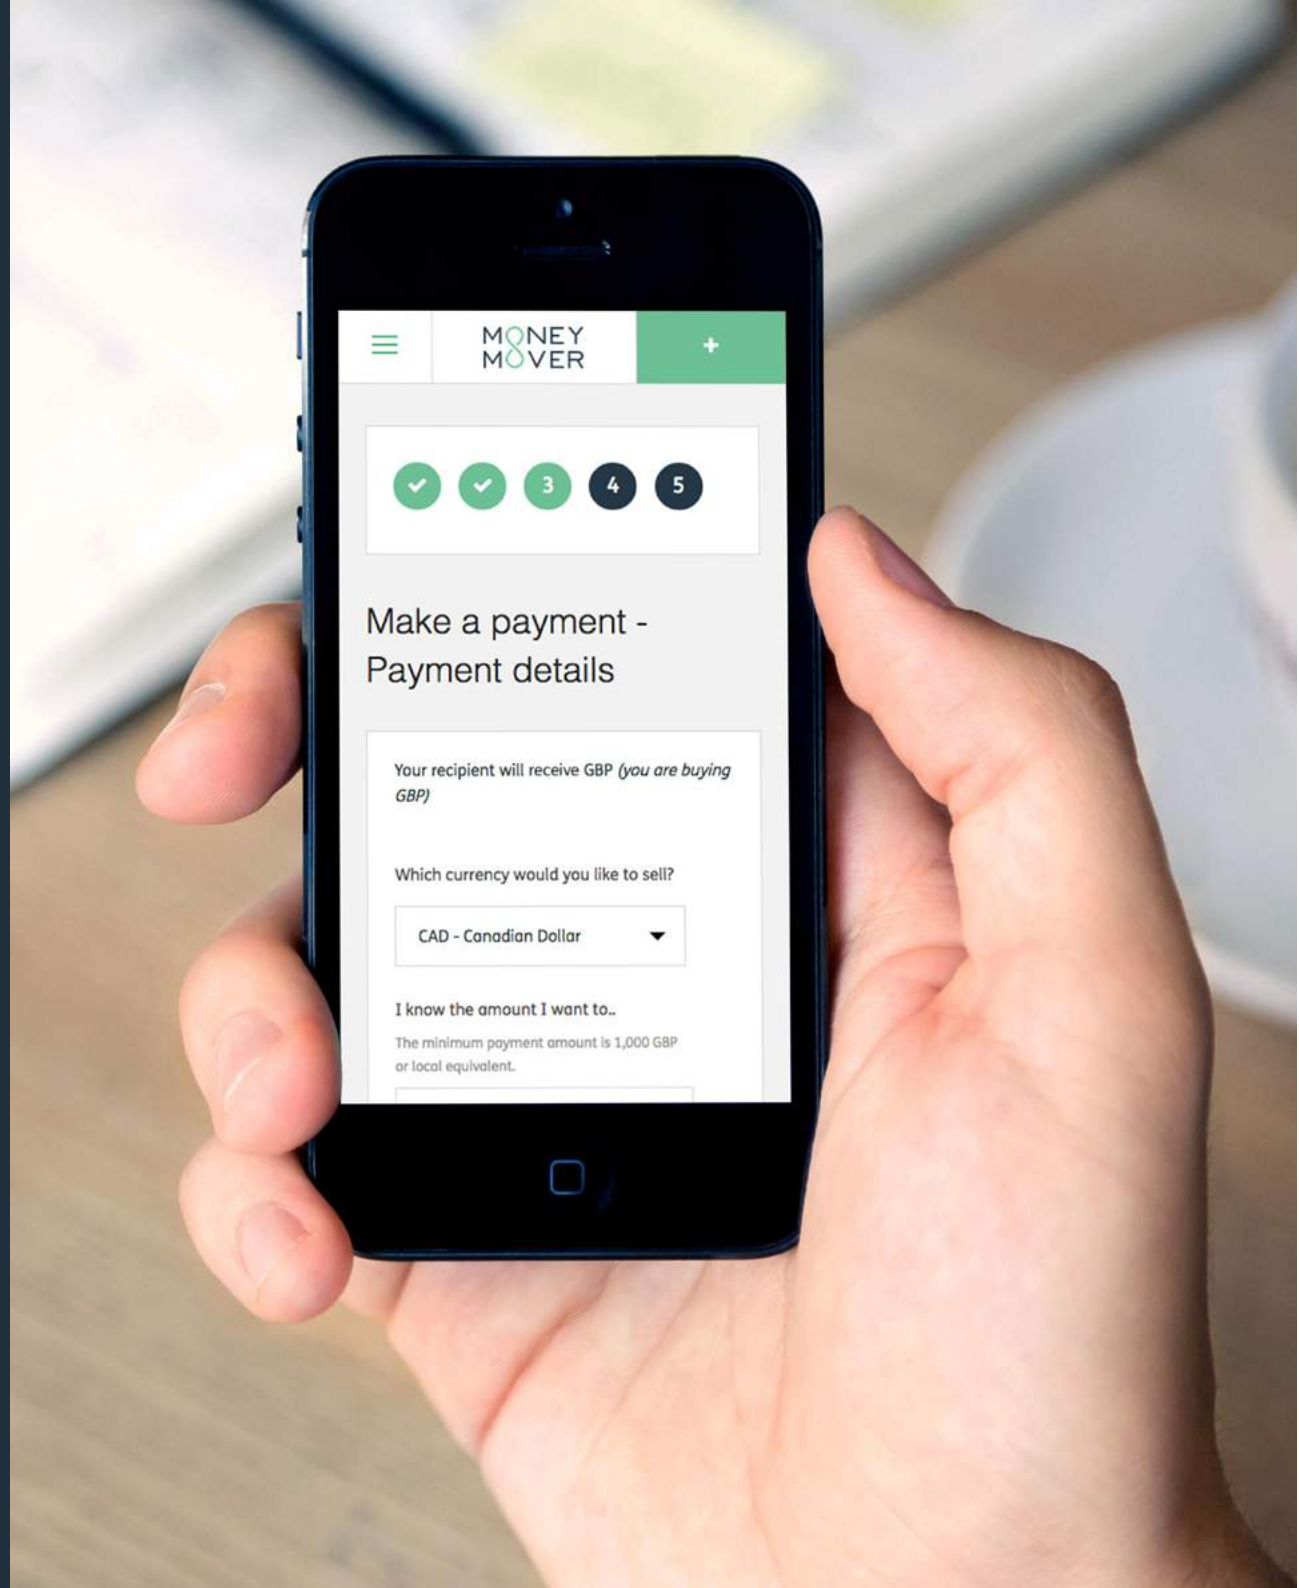 MONEY
MOVER
3 4 5
Make a payment -
Payment details
Your recipient will receive GBP (you are buying
GBP)
Which currency would you like to sell?
CAD - Canadian Dollar
I know the amount I want to..
The minimum payment amount is 1,000 GBP
or local equivalent.